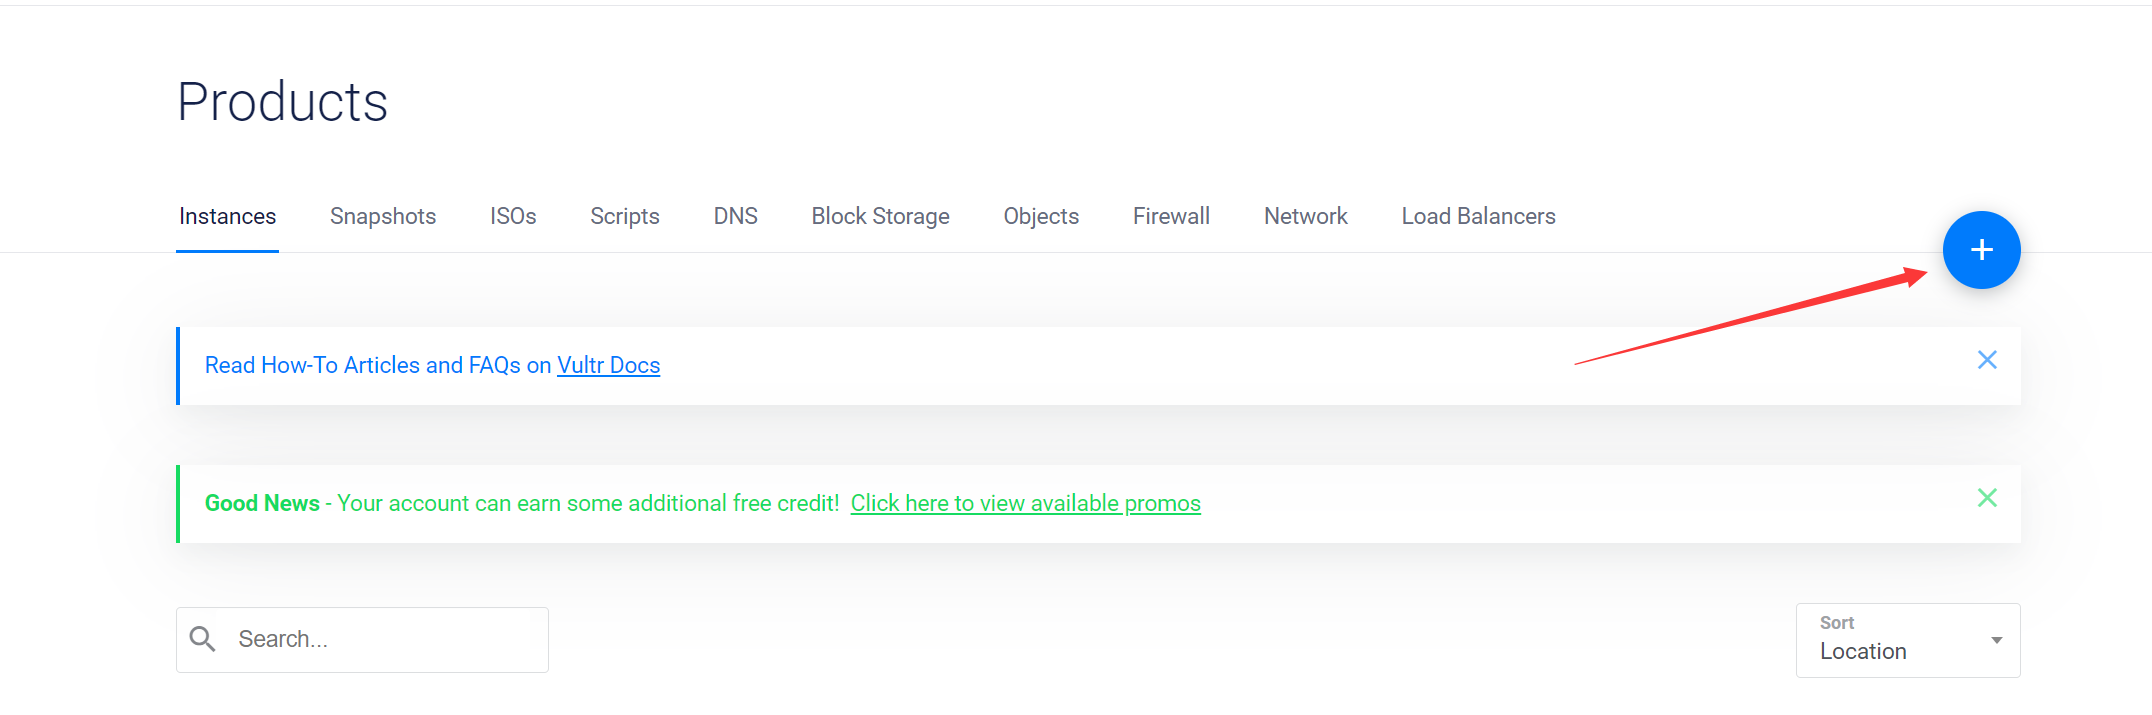 Products
Instances Snapshots ISOs Scripts DNS Block Storage Objects Firewall Network Load Balancers
+
Read How-To Articles and FAQs on Vultr Docs
Good News - Your account can earn some additional free credit! Click here to view available promos
Search...
Sort
Location